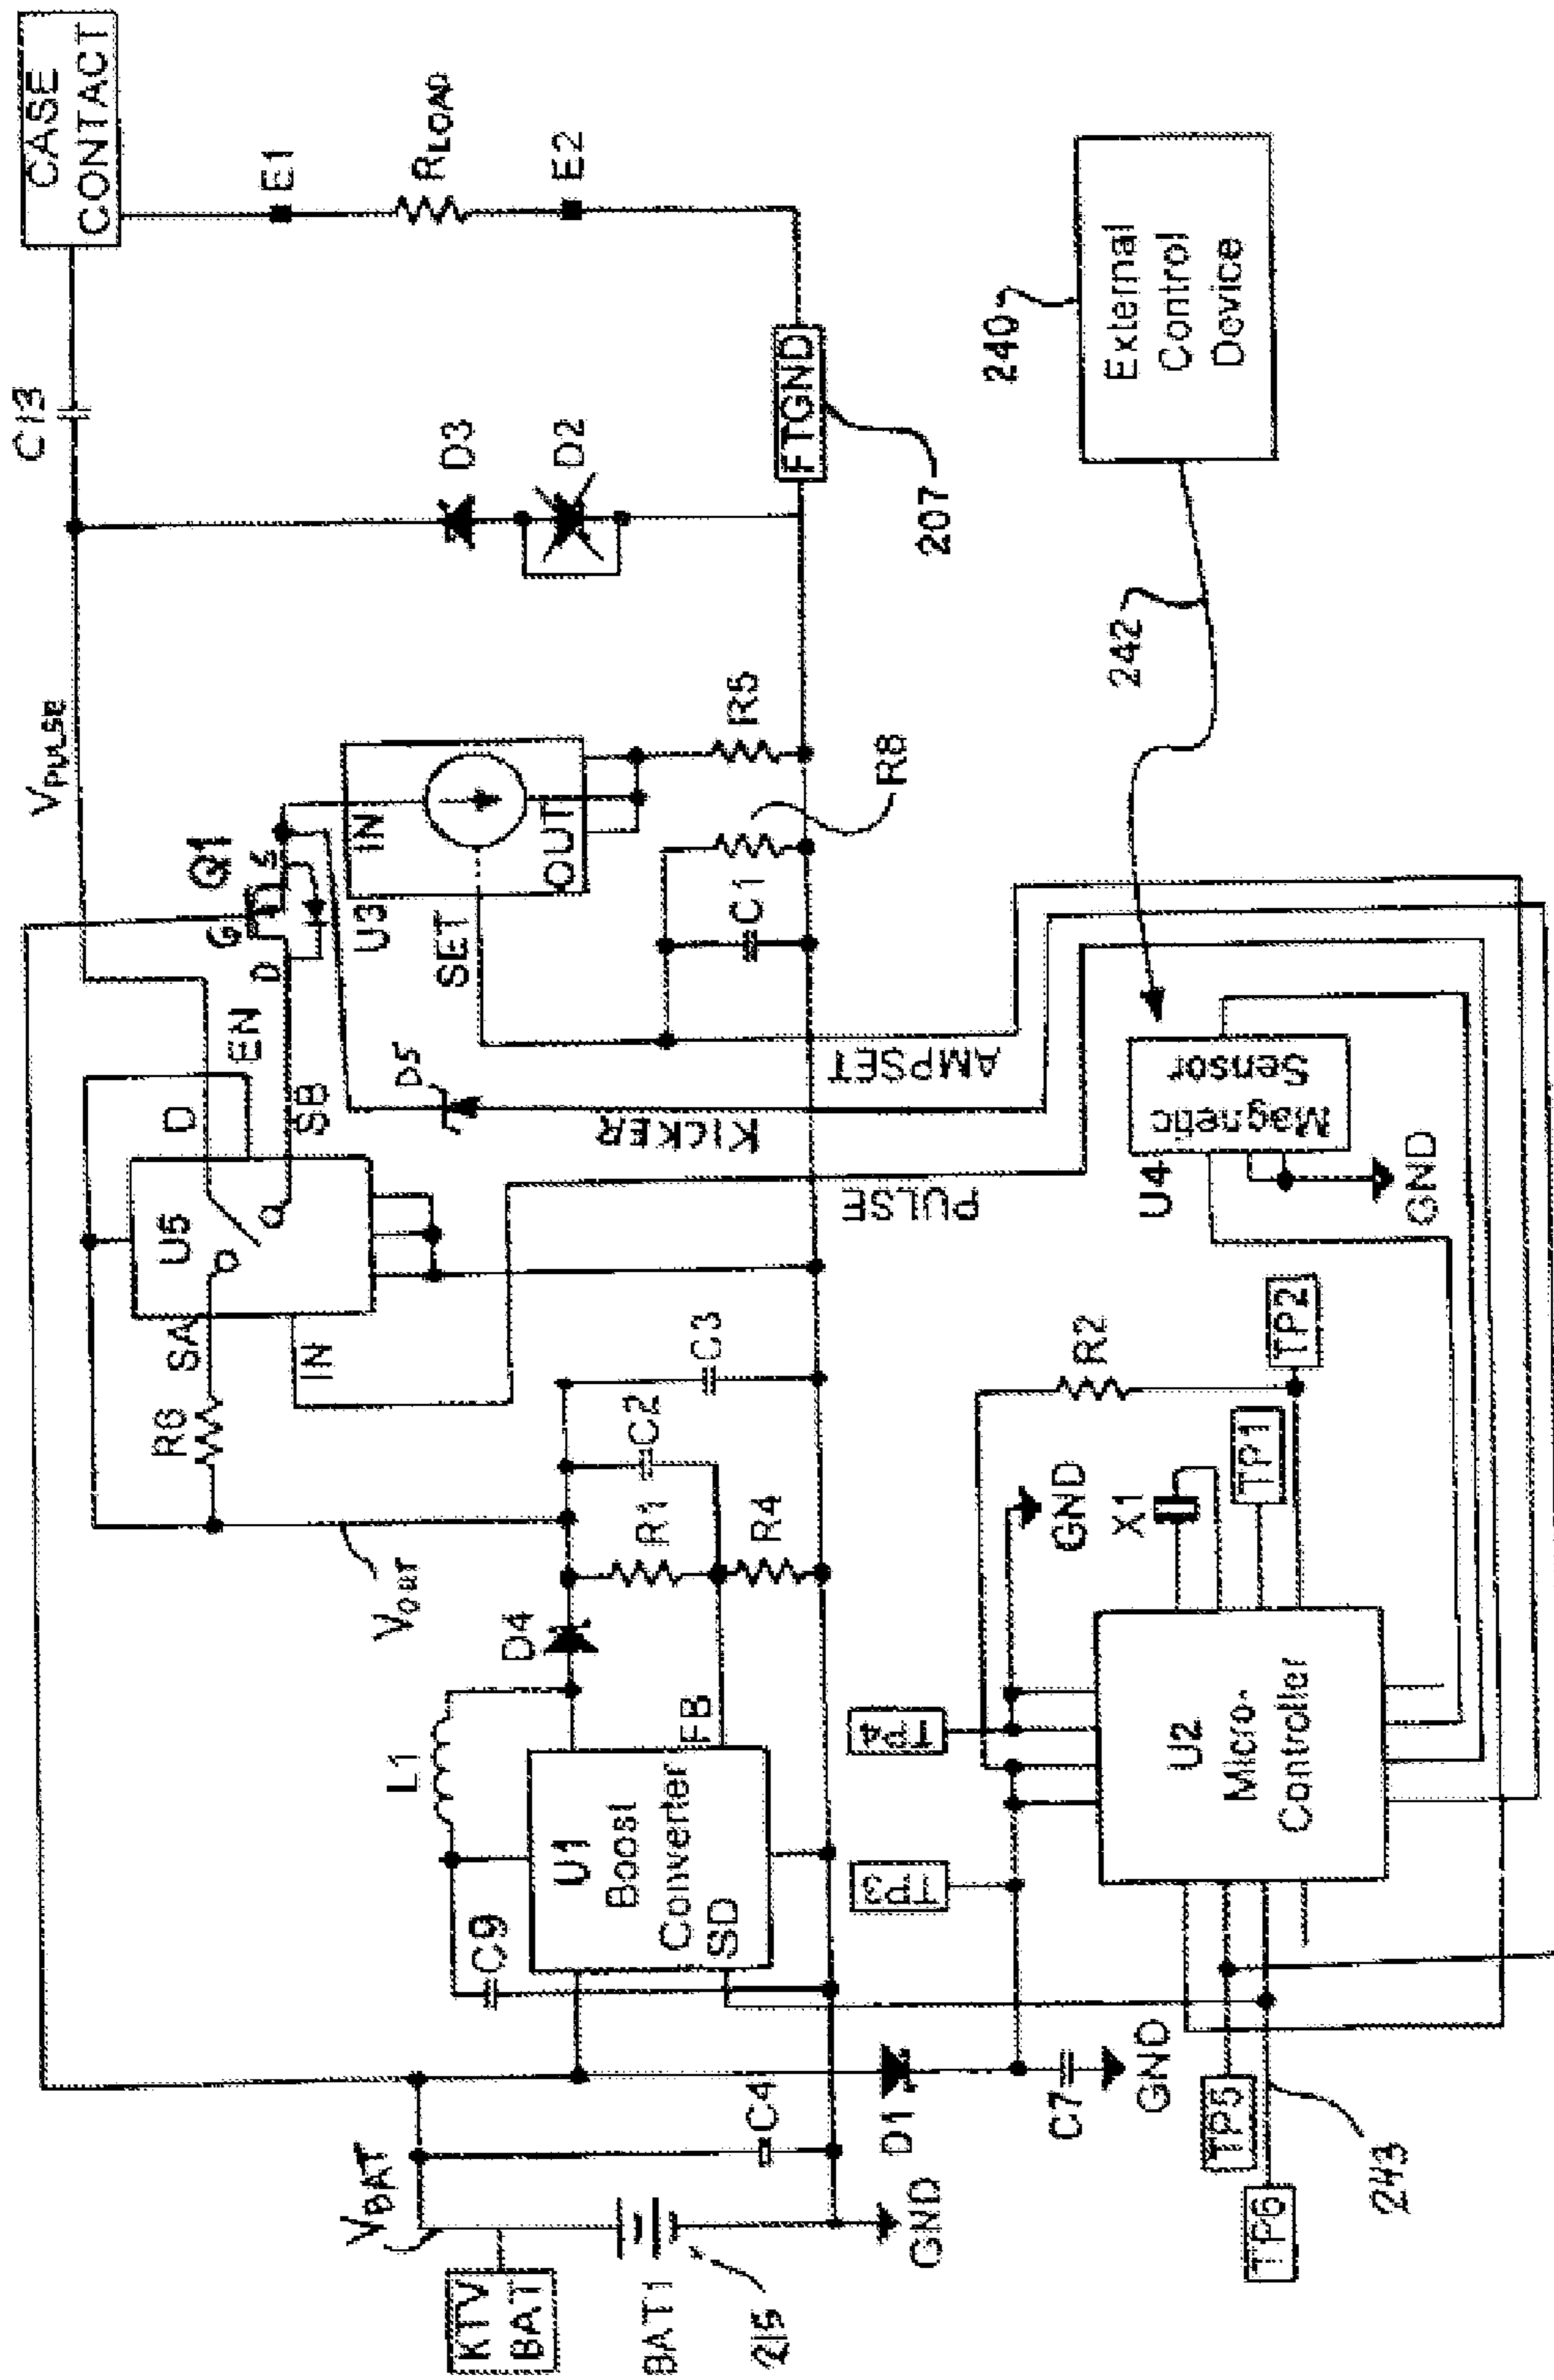 CASE
CONTACT
C13
VPULSE
E1
RLOAD
E2
D3
D2
FTGND
207
Q1
G
S
D
U3
IN
OUT
SET
R5
R8
C1
AMPSET
D
EN
SB
D5
KICKER
PULSE
U5
SA
IN
R6
VOUT
C3
C2
R1
R4
D4
L1
U1
Boost
Converter
FB
SD
C9
VBAT
C4
KTV
BAT
BAT1
215
GND
D1
C7
GND
TP3
TP4
GND
R2
X1
TP1
TP2
U2
Micro-
Controller
TP5
TP6
243
U4
Magnetic
Sensor
GND
242
240
External
Control
Device